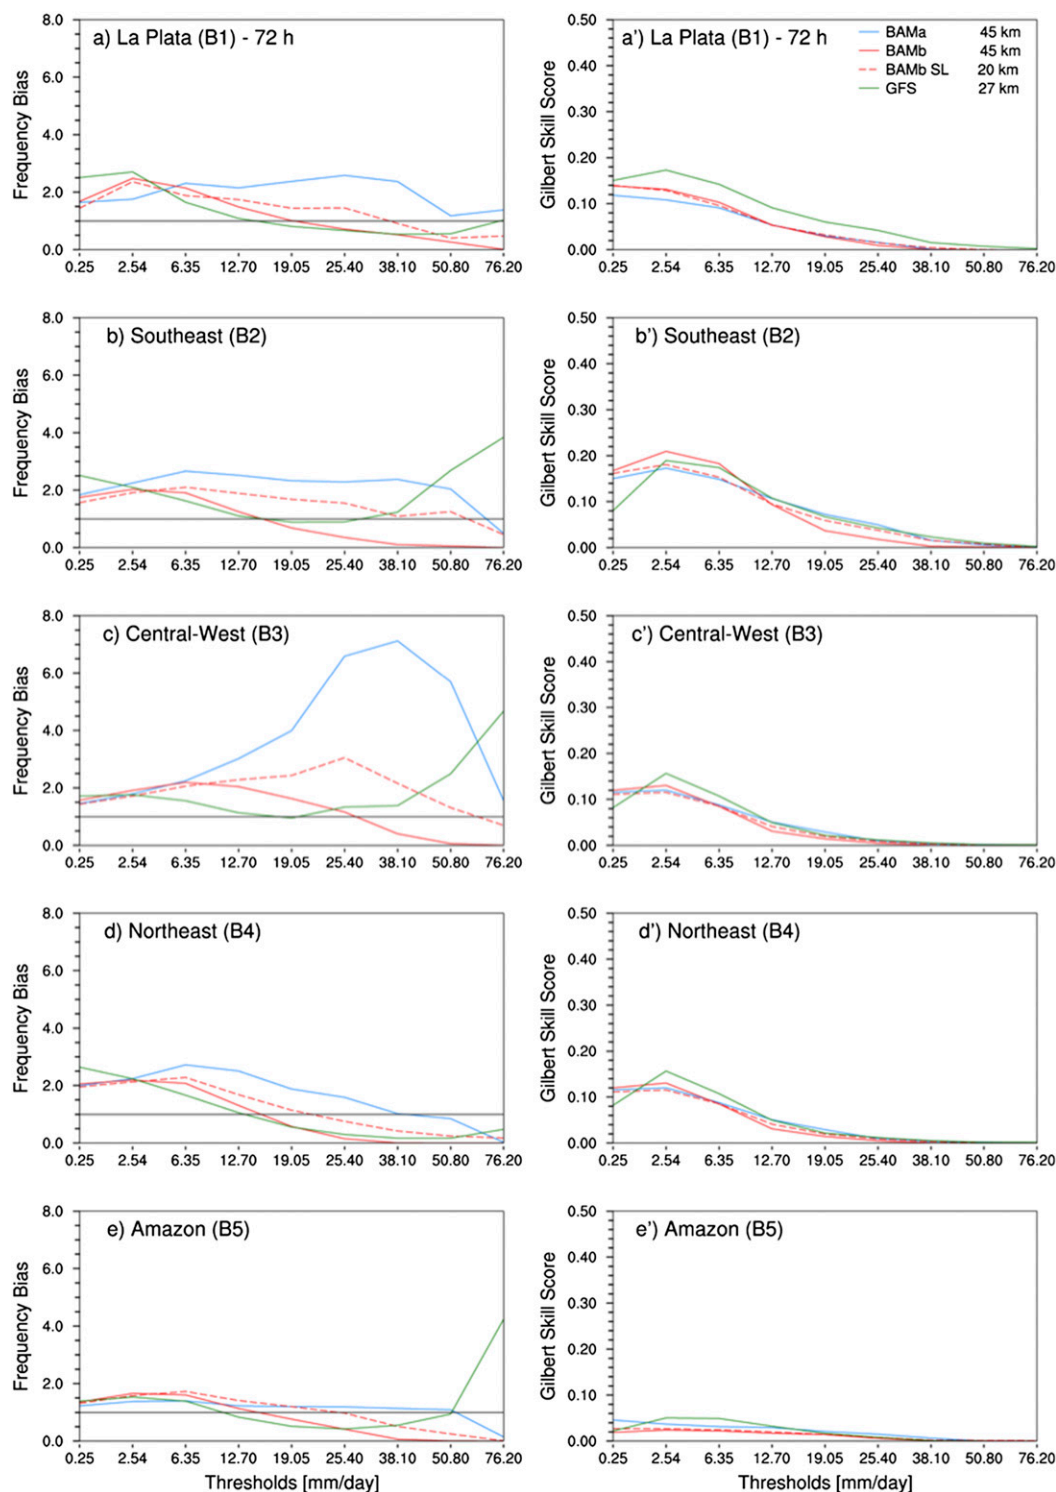 a) La Plata (B1) - 72 h
Frequency Bias
8.0
6.0
4.0
2.0
0.0
0.25 2.54 6.35 12.70 19.05 25.40 38.10 50.80 76.20
a') La Plata (B1) - 72 h
BAMa 45 km
BAMb 45 km
BAMb SL 20 km
GFS 27 km
Gilbert Skill Score
0.50
0.40
0.30
0.20
0.10
0.00
0.25 2.54 6.35 12.70 19.05 25.40 38.10 50.80 76.20
b) Southeast (B2)
Frequency Bias
8.0
6.0
4.0
2.0
0.0
0.25 2.54 6.35 12.70 19.05 25.40 38.10 50.80 76.20
b') Southeast (B2)
Gilbert Skill Score
0.50
0.40
0.30
0.20
0.10
0.00
0.25 2.54 6.35 12.70 19.05 25.40 38.10 50.80 76.20
c) Central-West (B3)
Frequency Bias
8.0
6.0
4.0
2.0
0.0
0.25 2.54 6.35 12.70 19.05 25.40 38.10 50.80 76.20
c') Central-West (B3)
Gilbert Skill Score
0.50
0.40
0.30
0.20
0.10
0.00
0.25 2.54 6.35 12.70 19.05 25.40 38.10 50.80 76.20
d) Northeast (B4)
Frequency Bias
8.0
6.0
4.0
2.0
0.0
0.25 2.54 6.35 12.70 19.05 25.40 38.10 50.80 76.20
d') Northeast (B4)
Gilbert Skill Score
0.50
0.40
0.30
0.20
0.10
0.00
0.25 2.54 6.35 12.70 19.05 25.40 38.10 50.80 76.20
e) Amazon (B5)
Frequency Bias
8.0
6.0
4.0
2.0
0.0
0.25 2.54 6.35 12.70 19.05 25.40 38.10 50.80 76.20
Thresholds [mm/day]
e') Amazon (B5)
Gilbert Skill Score
0.50
0.40
0.30
0.20
0.10
0.00
0.25 2.54 6.35 12.70 19.05 25.40 38.10 50.80 76.20
Thresholds [mm/day]